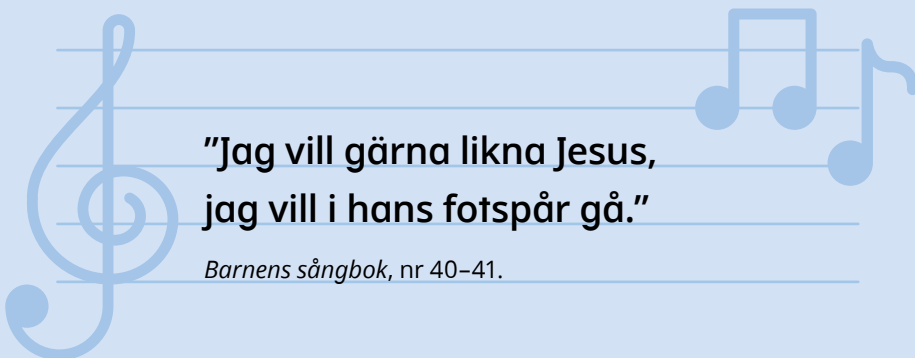 ”Jag vill gärna likna Jesus,
jag vill i hans fotspår gå.”
Barnens sångbok, nr 40–41.